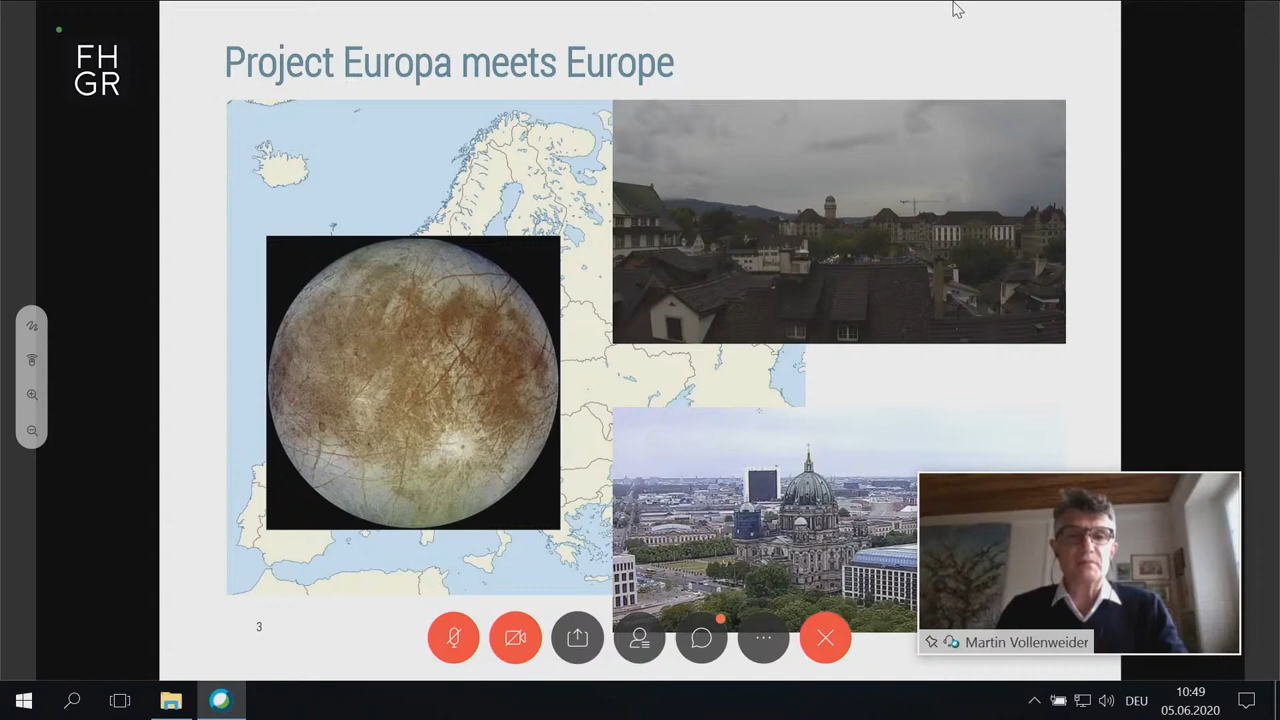 FH
GR
Project Europa meets Europe
3
Martin Vollenweider
DEU
10:49
05.06.2020